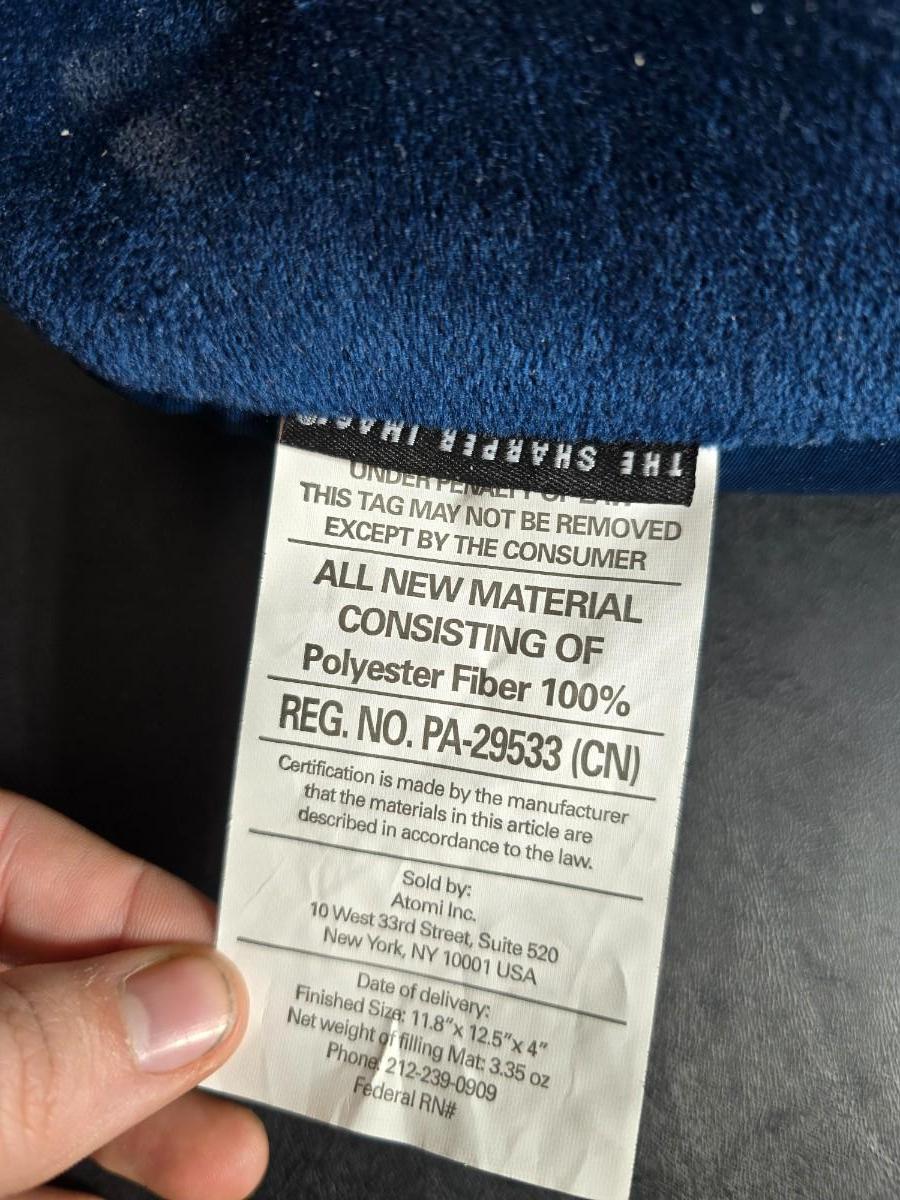 THE SHARPER IMAGE®
UNDER PENALTY OF LAW
THIS TAG MAY NOT BE REMOVED
EXCEPT BY THE CONSUMER
ALL NEW MATERIAL
CONSISTING OF
Polyester Fiber 100%
REG. NO. PA-29533 (CN)
Certification is made by the manufacturer
that the materials in this article are
described in accordance to the law.
Sold by:
Atomi Inc.
10 West 33rd Street, Suite 520
New York, NY 10001 USA
Date of delivery:
Finished Size: 11.8”x 12.5”x 4”
Net weight of filling Mat: 3.35 oz
Phone: 212-239-0909
Federal RN#